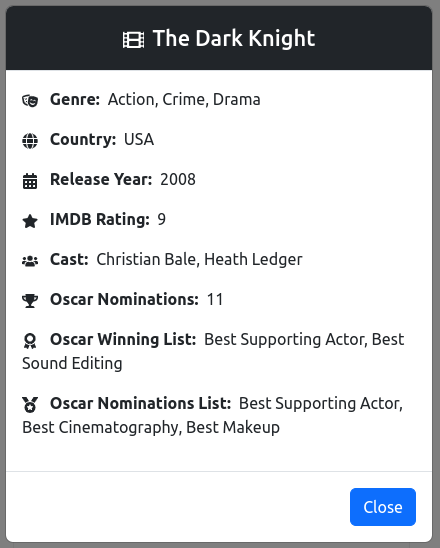 The Dark Knight
Genre: Action, Crime, Drama
Country: USA
Release Year: 2008
IMDB Rating: 9
Cast: Christian Bale, Heath Ledger
Oscar Nominations: 11
Oscar Winning List: Best Supporting Actor, Best
Sound Editing
Oscar Nominations List: Best Supporting Actor,
Best Cinematography, Best Makeup
Close